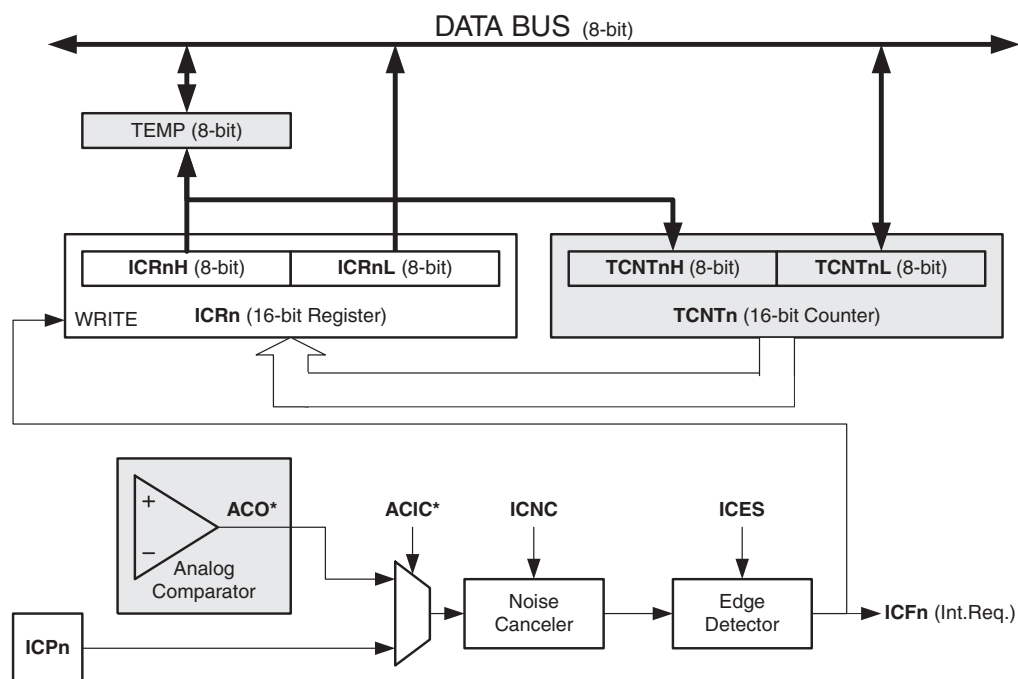 DATA BUS (8-bit)
TEMP (8-bit)
ICRnH (8-bit)
ICRnL (8-bit)
TCNTnH (8-bit)
TCNTnL (8-bit)
WRITE
ICRn (16-bit Register)
TCNTn (16-bit Counter)
+
−
ACO*
Analog
Comparator
ACIC*
ICNC
ICES
Noise
Canceler
Edge
Detector
ICFn (Int.Req.)
ICPn